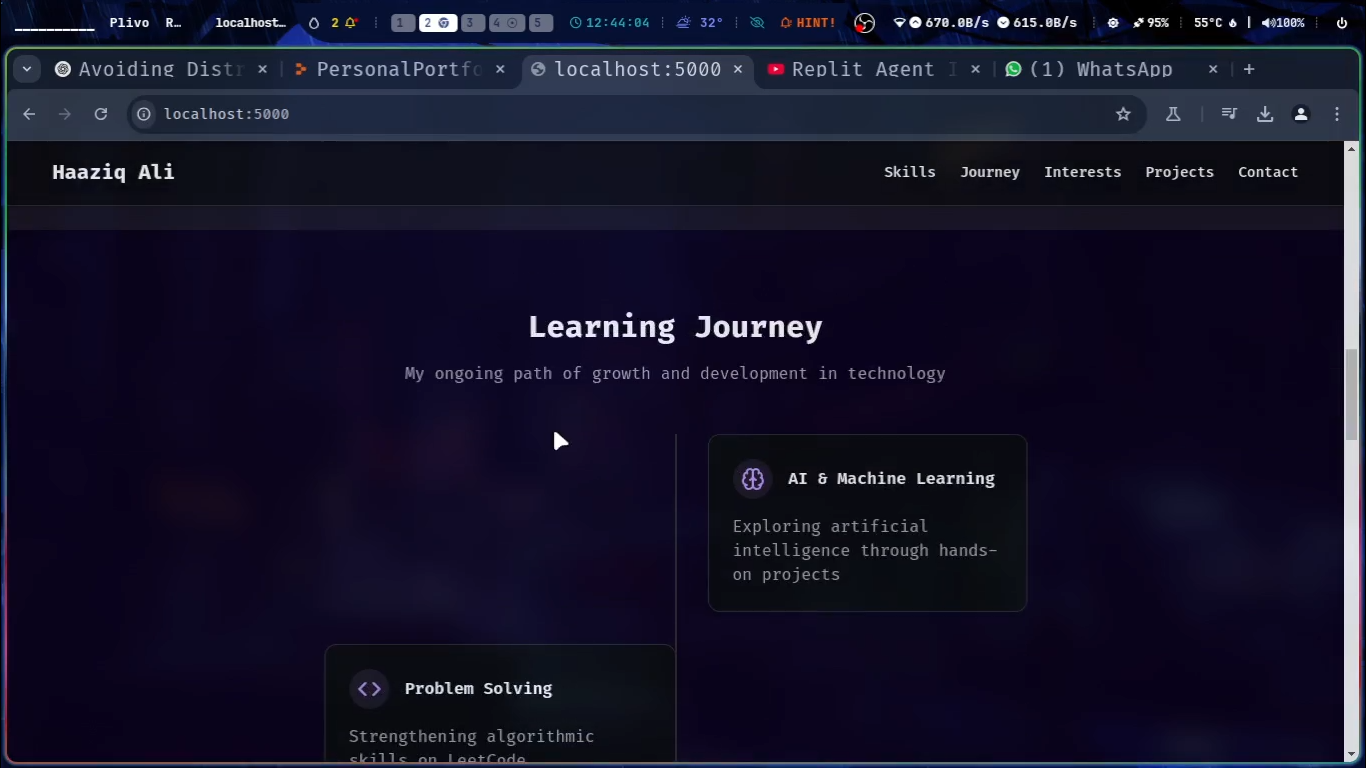 Plivo R… localhost… 2 1 2 3 4 5 12:44:04 32° HINT! 670.0B/s 615.0B/s 95% 55°C 100%
Avoiding Distr PersonalPortfo localhost:5000 Replit Agent I (1) WhatsApp
localhost:5000
Haaziq Ali Skills Journey Interests Projects Contact
Learning Journey
My ongoing path of growth and development in technology
AI & Machine Learning
Exploring artificial
intelligence through hands-
on projects
Problem Solving
Strengthening algorithmic
skills on LeetCode